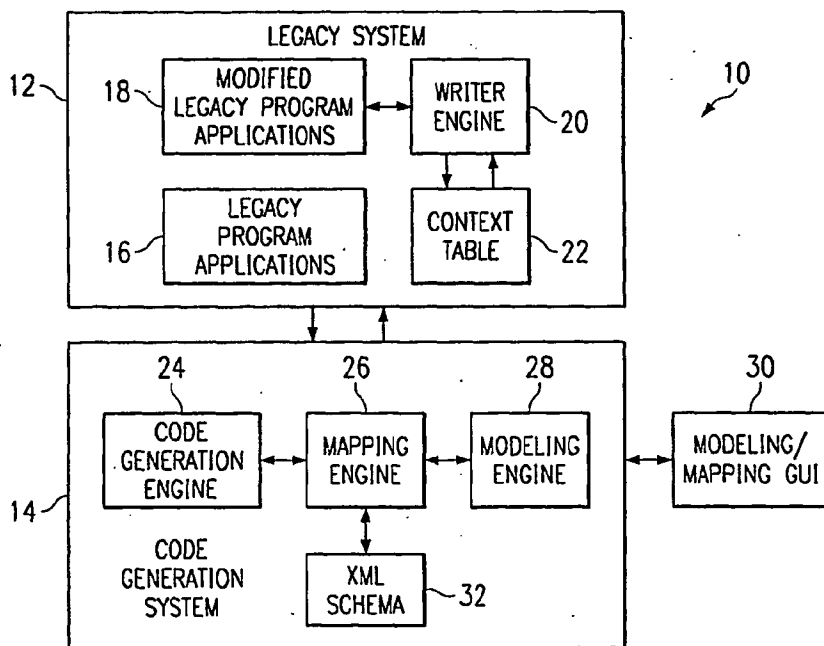 LEGACY SYSTEM
10
12
18
MODIFIED
LEGACY PROGRAM
APPLICATIONS
WRITER
ENGINE
20
16
LEGACY
PROGRAM
APPLICATIONS
CONTEXT
TABLE
22
24
26
28
30
CODE
GENERATION
ENGINE
MAPPING
ENGINE
MODELING
ENGINE
MODELING/
MAPPING GUI
14
CODE
GENERATION
SYSTEM
XML
SCHEMA
32